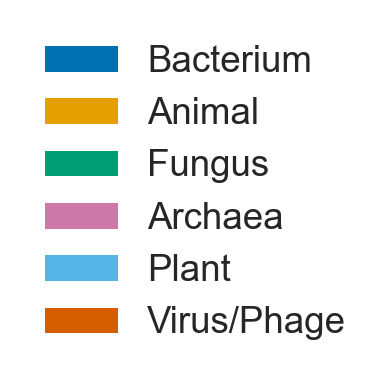 Bacterium
Animal
Fungus
Archaea
Plant
Virus/Phage